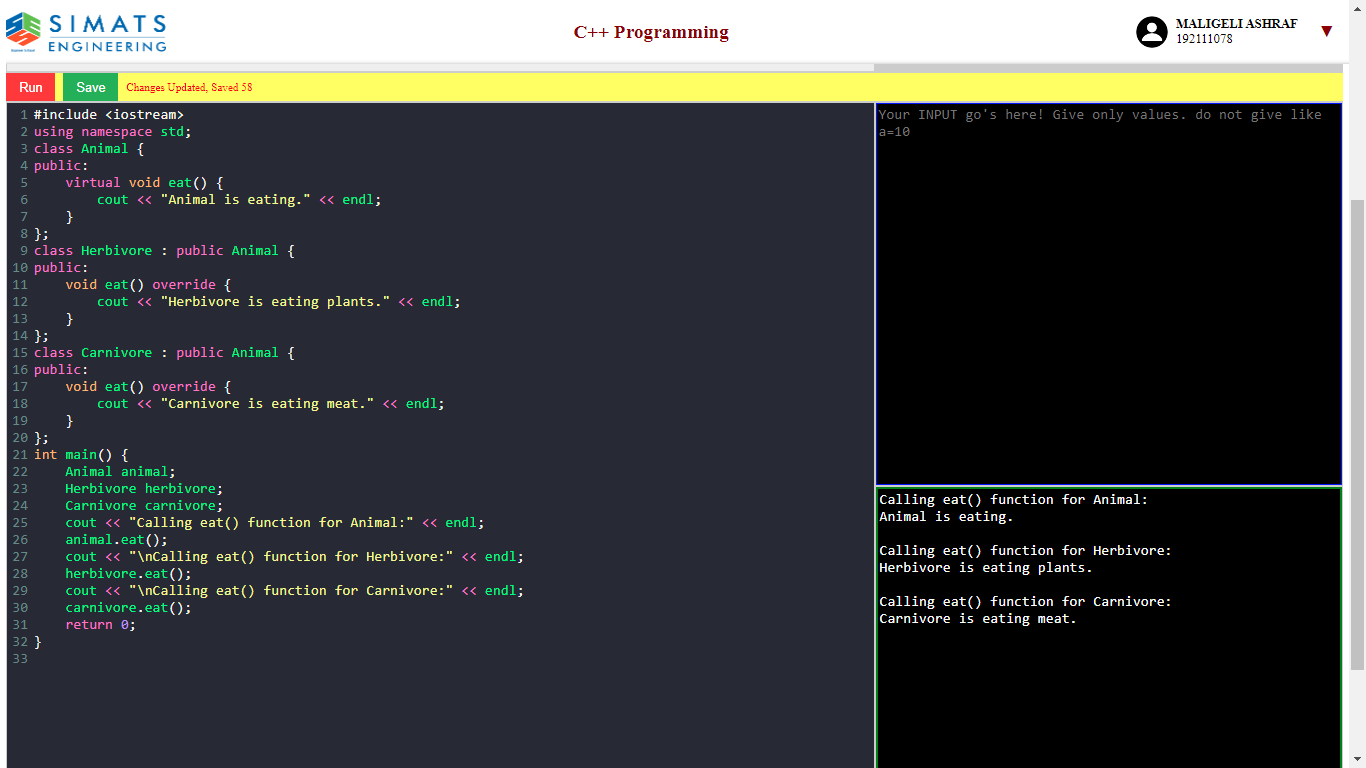 SIMATS
ENGINEERING
C++ Programming
MALIGELI ASHRAF
192111078
Run
Save
Changes Updated, Saved 58
1 #include <iostream>
2 using namespace std;
3 class Animal {
4 public:
5     virtual void eat() {
6         cout << "Animal is eating." << endl;
7     }
8 };
9 class Herbivore : public Animal {
10 public:
11     void eat() override {
12         cout << "Herbivore is eating plants." << endl;
13     }
14 };
15 class Carnivore : public Animal {
16 public:
17     void eat() override {
18         cout << "Carnivore is eating meat." << endl;
19     }
20 };
21 int main() {
22     Animal animal;
23     Herbivore herbivore;
24     Carnivore carnivore;
25     cout << "Calling eat() function for Animal:" << endl;
26     animal.eat();
27     cout << "\nCalling eat() function for Herbivore:" << endl;
28     herbivore.eat();
29     cout << "\nCalling eat() function for Carnivore:" << endl;
30     carnivore.eat();
31     return 0;
32 }
33
Your INPUT go's here! Give only values. do not give like
a=10
Calling eat() function for Animal:
Animal is eating.
Calling eat() function for Herbivore:
Herbivore is eating plants.
Calling eat() function for Carnivore:
Carnivore is eating meat.